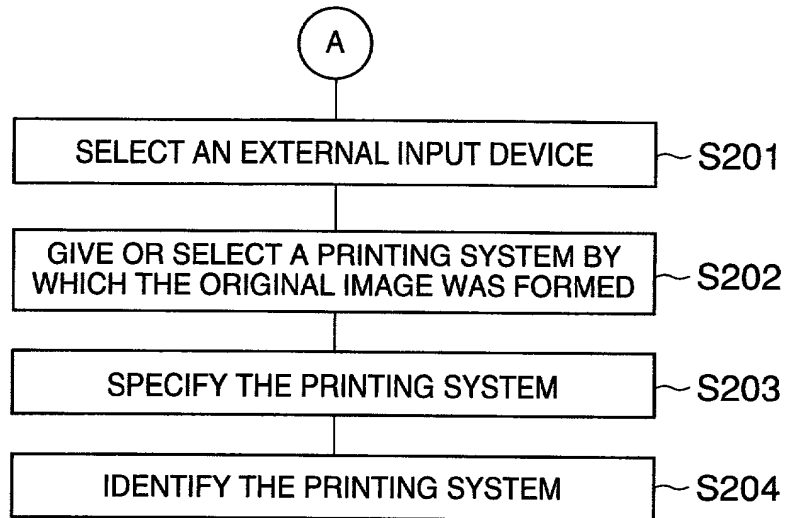 A
SELECT AN EXTERNAL INPUT DEVICE
S201
GIVE OR SELECT A PRINTING SYSTEM BY
WHICH THE ORIGINAL IMAGE WAS FORMED
S202
SPECIFY THE PRINTING SYSTEM
S203
IDENTIFY THE PRINTING SYSTEM
S204